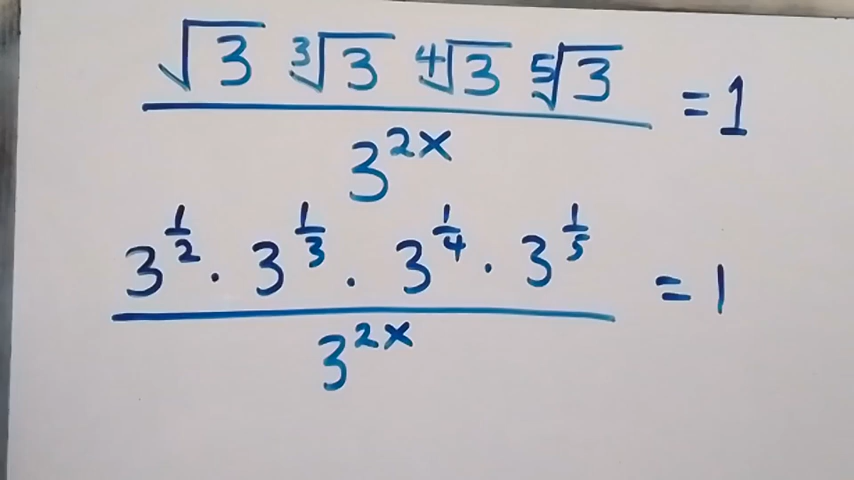 √3 ∛3 ∜3 ⁵√3
= 1
3^{2x}
3^{1/2} · 3^{1/3} · 3^{1/4} · 3^{1/5}
= 1
3^{2x}